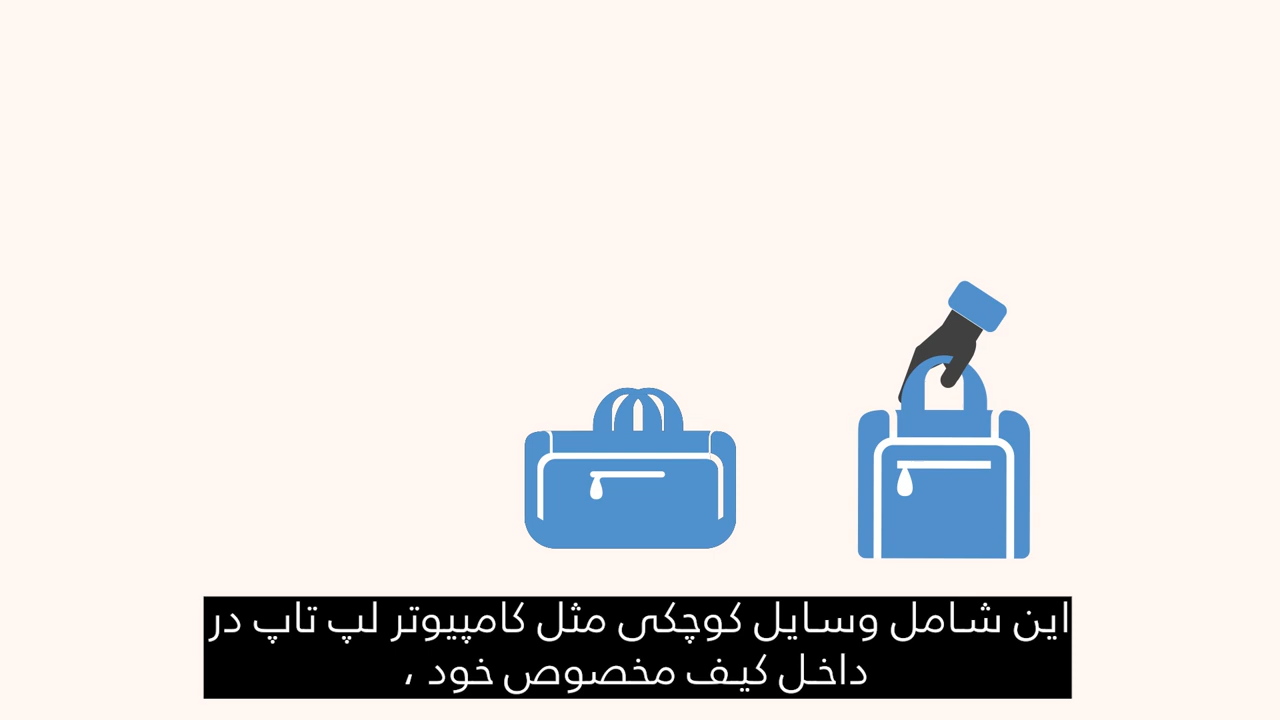 این شامل وسایل کوچکی مثل کامپیوتر لپ تاپ در
داخل کیف مخصوص خود ،